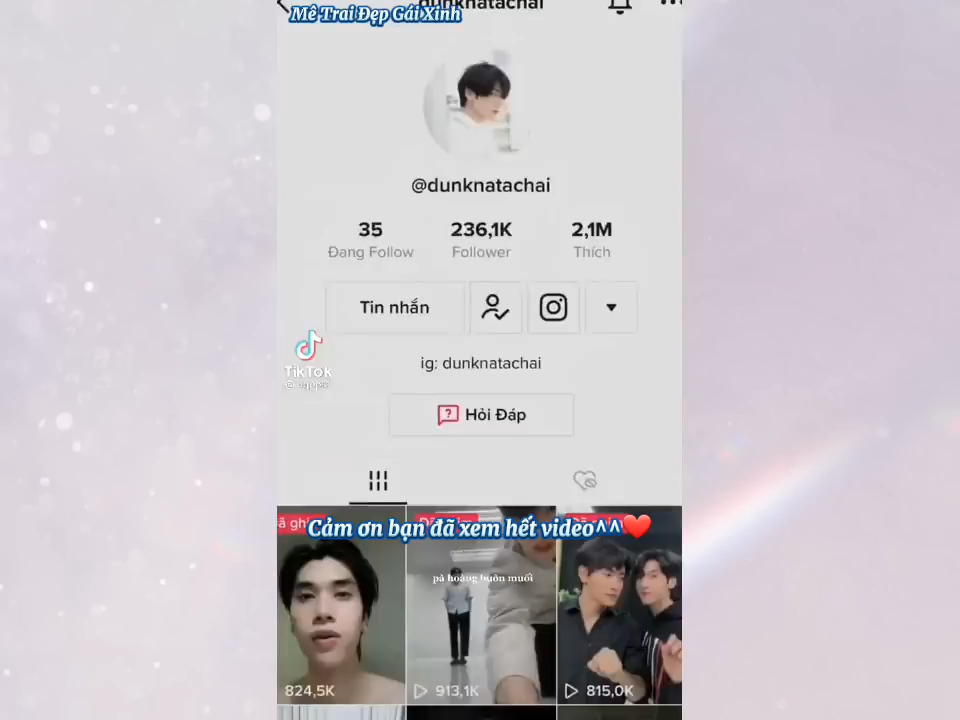 dunknatachai
Mê Trai Đẹp Gái Xinh
@dunknatachai
35 236,1K 2,1M
Đang Follow Follower Thích
Tin nhắn
ig: dunknatachai
TikTok
Hỏi Đáp
Cảm ơn bạn đã xem hết video^^❤️
pà hoàng buôn muối
824,5K 913,1K 815,0K